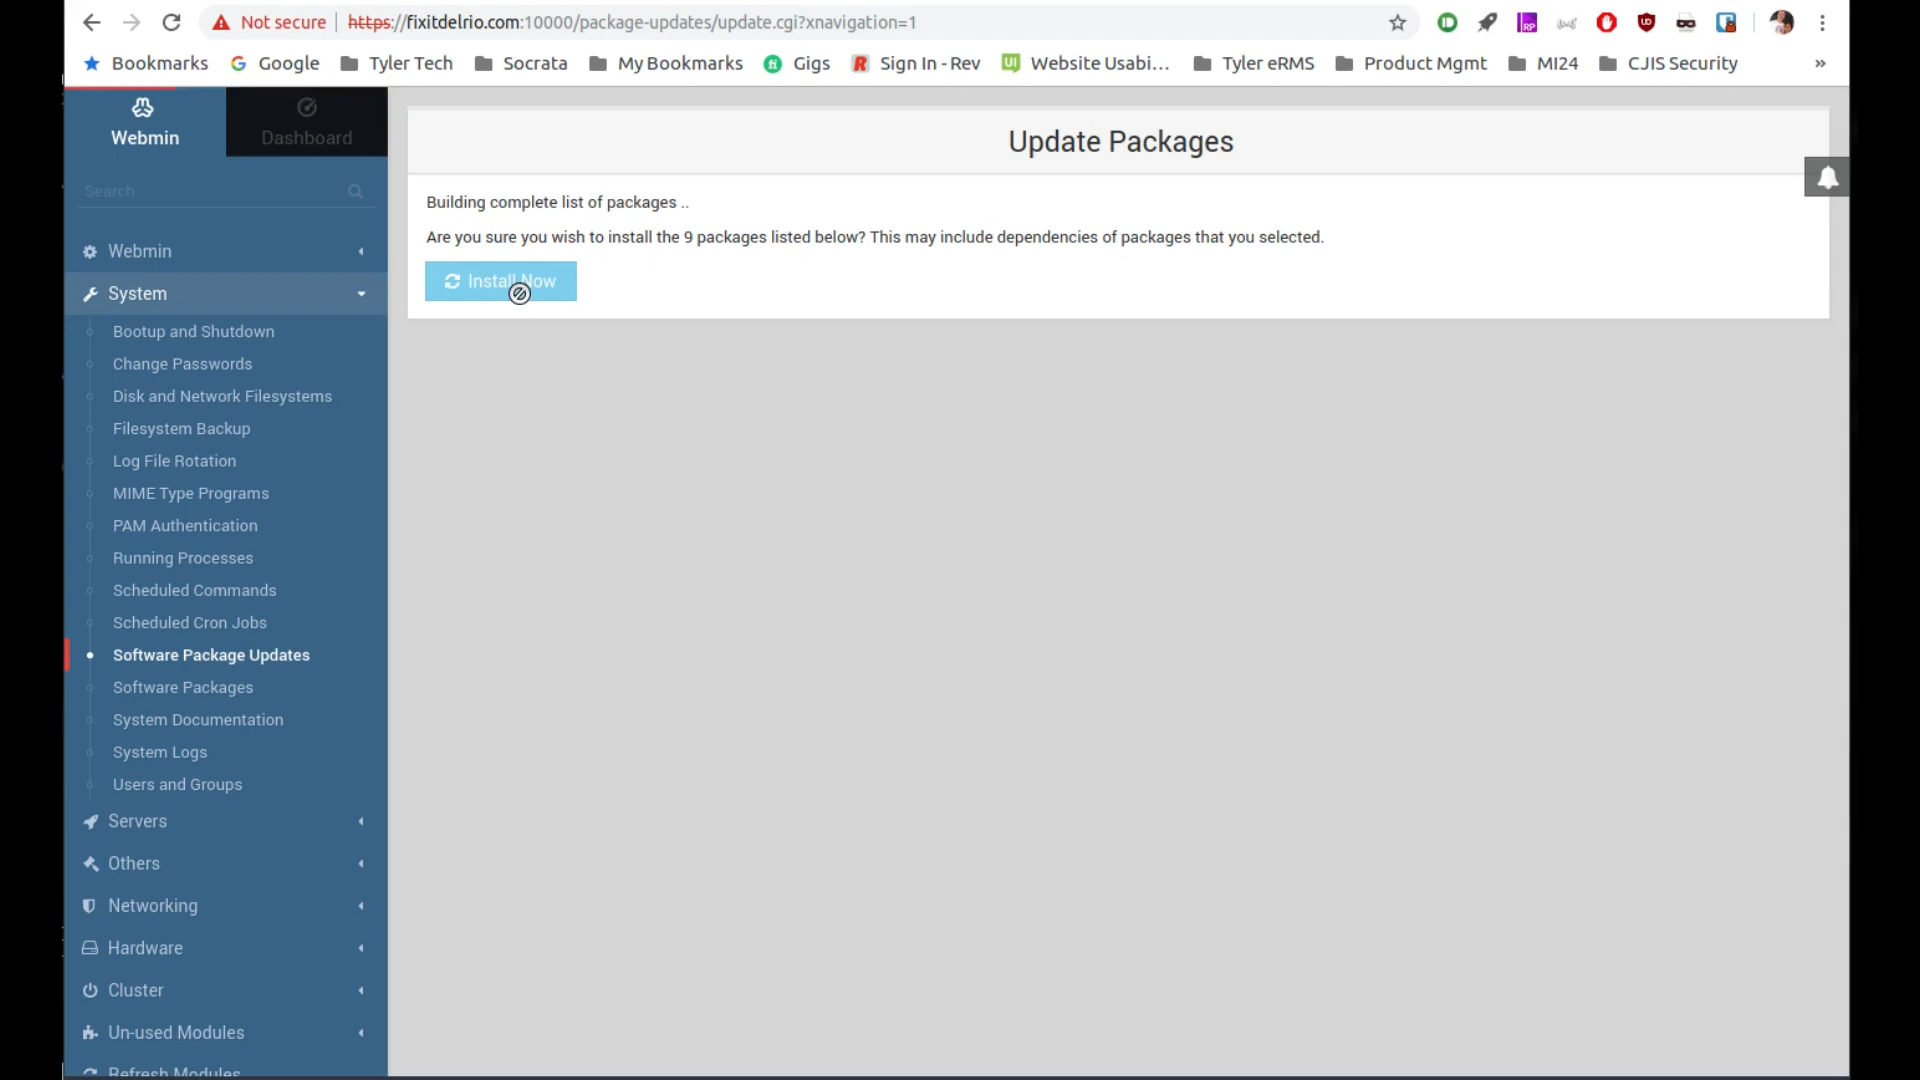 Not secure | https://fixitdelrio.com:10000/package-updates/update.cgi?xnavigation=1
Bookmarks Google Tyler Tech Socrata My Bookmarks Gigs Sign In - Rev Website Usabi... Tyler eRMS Product Mgmt MI24 CJIS Security »
Webmin Dashboard
Search
Webmin
System
Bootup and Shutdown
Change Passwords
Disk and Network Filesystems
Filesystem Backup
Log File Rotation
MIME Type Programs
PAM Authentication
Running Processes
Scheduled Commands
Scheduled Cron Jobs
Software Package Updates
Software Packages
System Documentation
System Logs
Users and Groups
Servers
Others
Networking
Hardware
Cluster
Un-used Modules
Refresh Modules
Update Packages
Building complete list of packages ..
Are you sure you wish to install the 9 packages listed below? This may include dependencies of packages that you selected.
Install Now